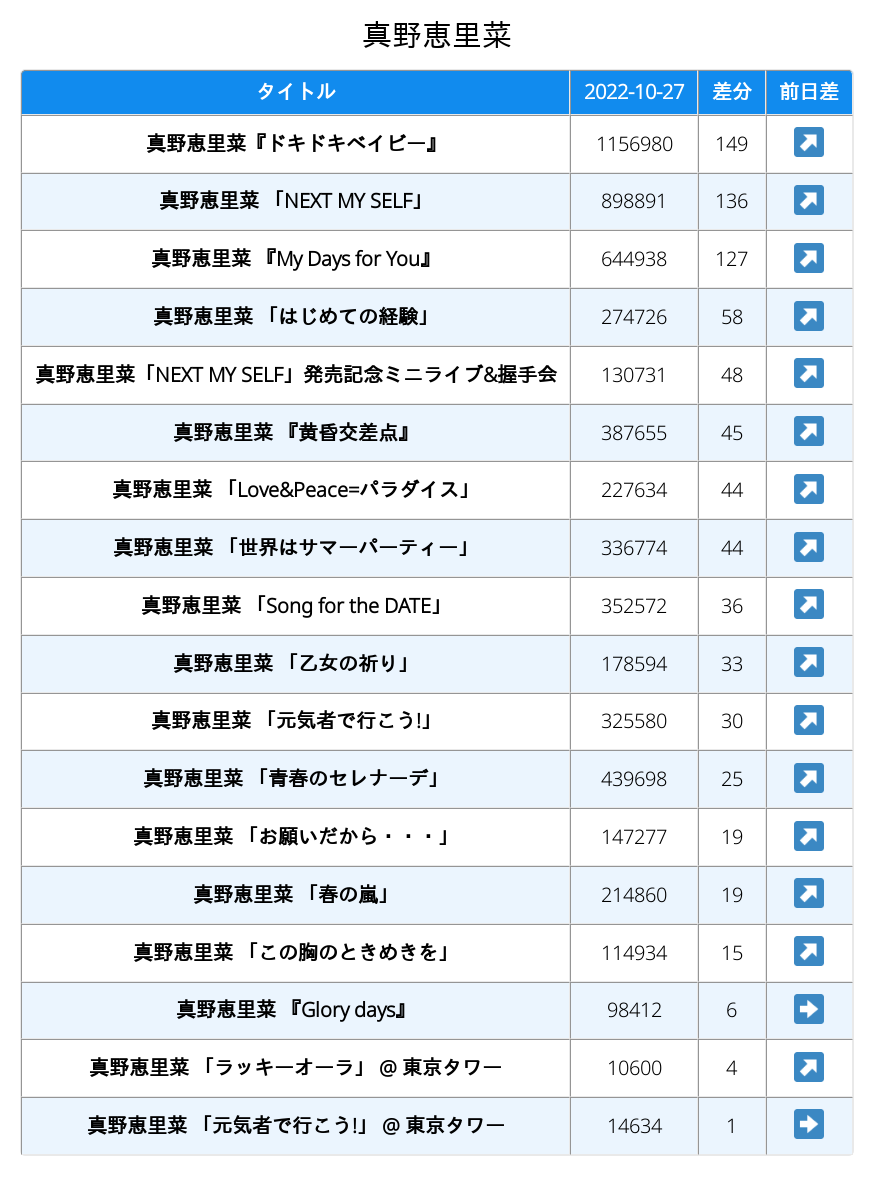 真野恵里菜
タイトル 2022-10-27 差分 前日差
真野恵里菜『ドキドキベイビー』 1156980 149
真野恵里菜 「NEXT MY SELF」 898891 136
真野恵里菜 『My Days for You』 644938 127
真野恵里菜 「はじめての経験」 274726 58
真野恵里菜「NEXT MY SELF」発売記念ミニライブ&握手会 130731 48
真野恵里菜 『黄昏交差点』 387655 45
真野恵里菜 「Love&Peace=パラダイス」 227634 44
真野恵里菜 「世界はサマーパーティー」 336774 44
真野恵里菜 「Song for the DATE」 352572 36
真野恵里菜 「乙女の祈り」 178594 33
真野恵里菜 「元気者で行こう!」 325580 30
真野恵里菜 「青春のセレナーデ」 439698 25
真野恵里菜 「お願いだから・・・」 147277 19
真野恵里菜 「春の嵐」 214860 19
真野恵里菜 「この胸のときめきを」 114934 15
真野恵里菜 『Glory days』 98412 6
真野恵里菜 「ラッキーオーラ」 @ 東京タワー 10600 4
真野恵里菜 「元気者で行こう!」 @ 東京タワー 14634 1